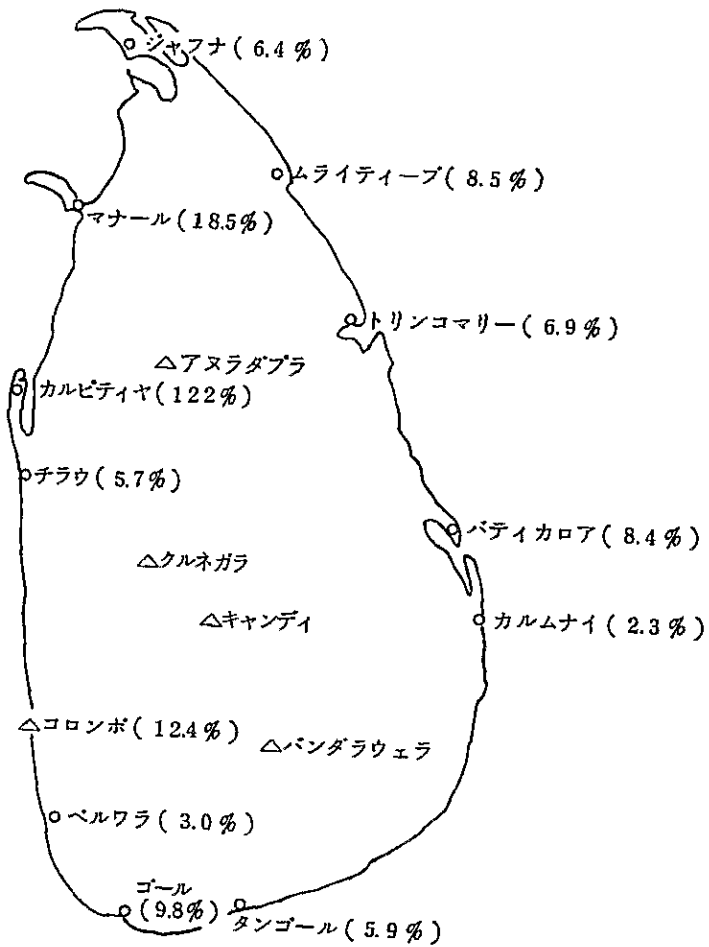 ジャフナ ( 6.4 % )
ムライティーブ ( 8.5 % )
マナール ( 18.5% )
トリンコマリー ( 6.9 % )
△アヌラダプラ
カルピティヤ ( 122% )
チラウ ( 5.7% )
バティカロア ( 8.4 % )
△クルネガラ
△キャンディ
カルムナイ ( 2.3 % )
△コロンボ ( 12.4% )
△バンダラウェラ
ベルワラ ( 3.0% )
ゴール
(9.8%)
タンゴール ( 5.9% )